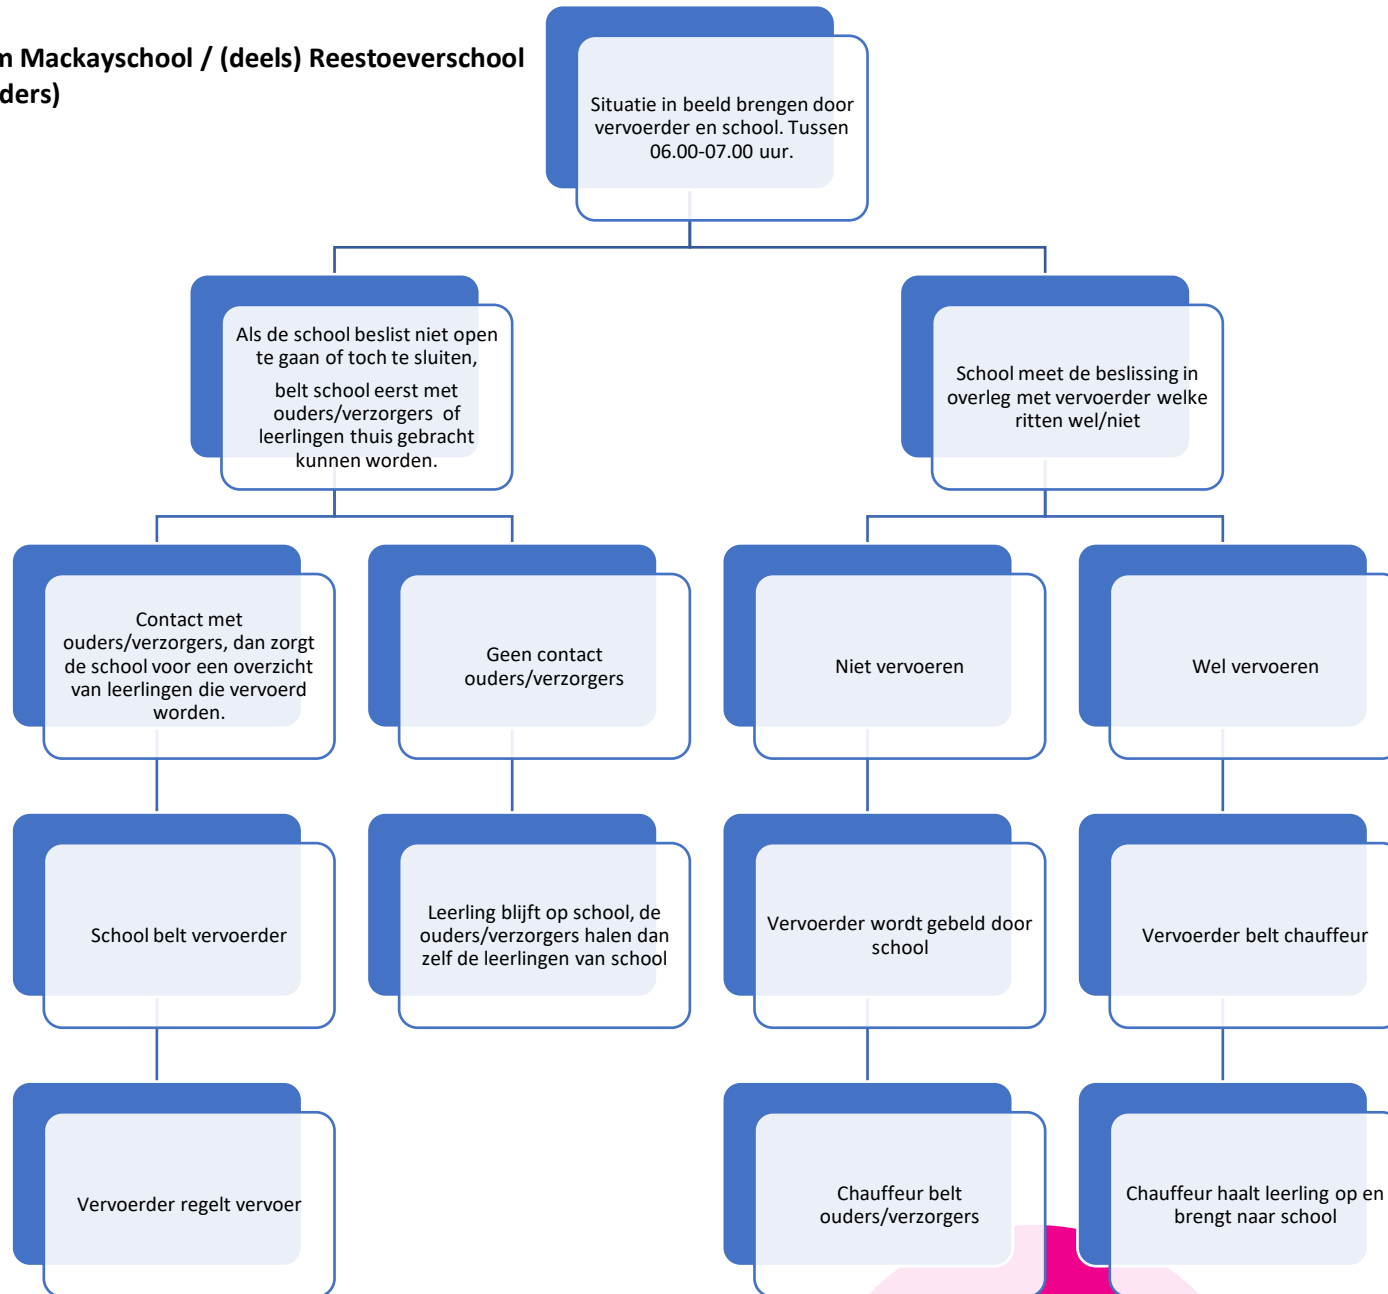 m Mackayschool / (deels) Reestoeverschool
ders)
Situatie in beeld brengen door
vervoerder en school. Tussen
06.00-07.00 uur.
Als de school beslist niet open
te gaan of toch te sluiten,
belt school eerst met
ouders/verzorgers of
leerlingen thuis gebracht
kunnen worden.
School meet de beslissing in
overleg met vervoerder welke
ritten wel/niet
Contact met
ouders/verzorgers, dan zorgt
de school voor een overzicht
van leerlingen die vervoerd
worden.
Geen contact
ouders/verzorgers
Niet vervoeren
Wel vervoeren
School belt vervoerder
Leerling blijft op school, de
ouders/verzorgers halen dan
zelf de leerlingen van school
Vervoerder wordt gebeld door
school
Vervoerder belt chauffeur
Vervoerder regelt vervoer
Chauffeur belt
ouders/verzorgers
Chauffeur haalt leerling op en
brengt naar school